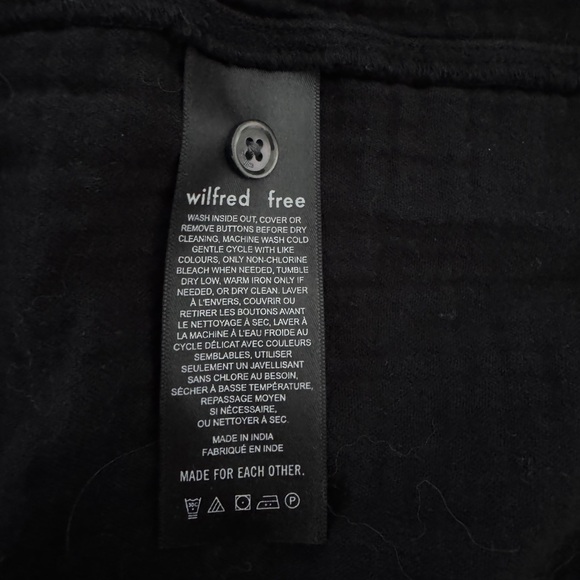 wilfred free
WASH INSIDE OUT, COVER OR
REMOVE BUTTONS BEFORE DRY
CLEANING, MACHINE WASH COLD
GENTLE CYCLE WITH LIKE
COLOURS, ONLY NON-CHLORINE
BLEACH WHEN NEEDED, TUMBLE
DRY LOW, WARM IRON ONLY IF
NEEDED, OR DRY CLEAN. LAVER
À L'ENVERS, COUVRIR OU
RETIRER LES BOUTONS AVANT
LE NETTOYAGE À SEC, LAVER À
LA MACHINE À L'EAU FROIDE AU
CYCLE DÉLICAT AVEC COULEURS
SEMBLABLES, UTILISER
SEULEMENT UN JAVELLISANT
SANS CHLORE AU BESOIN,
SÉCHER À BASSE TEMPÉRATURE,
REPASSAGE MOYEN
SI NÉCESSAIRE,
OU NETTOYER À SEC.
MADE IN INDIA
FABRIQUÉ EN INDE
MADE FOR EACH OTHER.
30C P